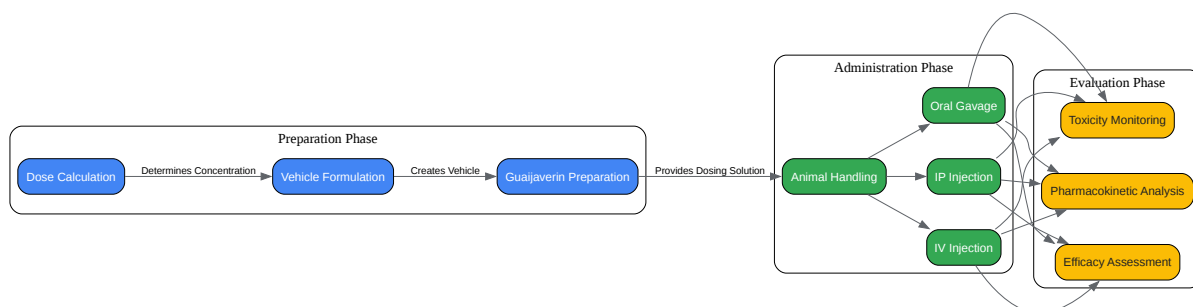 Preparation Phase
Dose Calculation
Determines Concentration
Vehicle Formulation
Creates Vehicle
Guaijaverin Preparation
Provides Dosing Solution
Administration Phase
Animal Handling
Oral Gavage
IP Injection
IV Injection
Evaluation Phase
Toxicity Monitoring
Pharmacokinetic Analysis
Efficacy Assessment